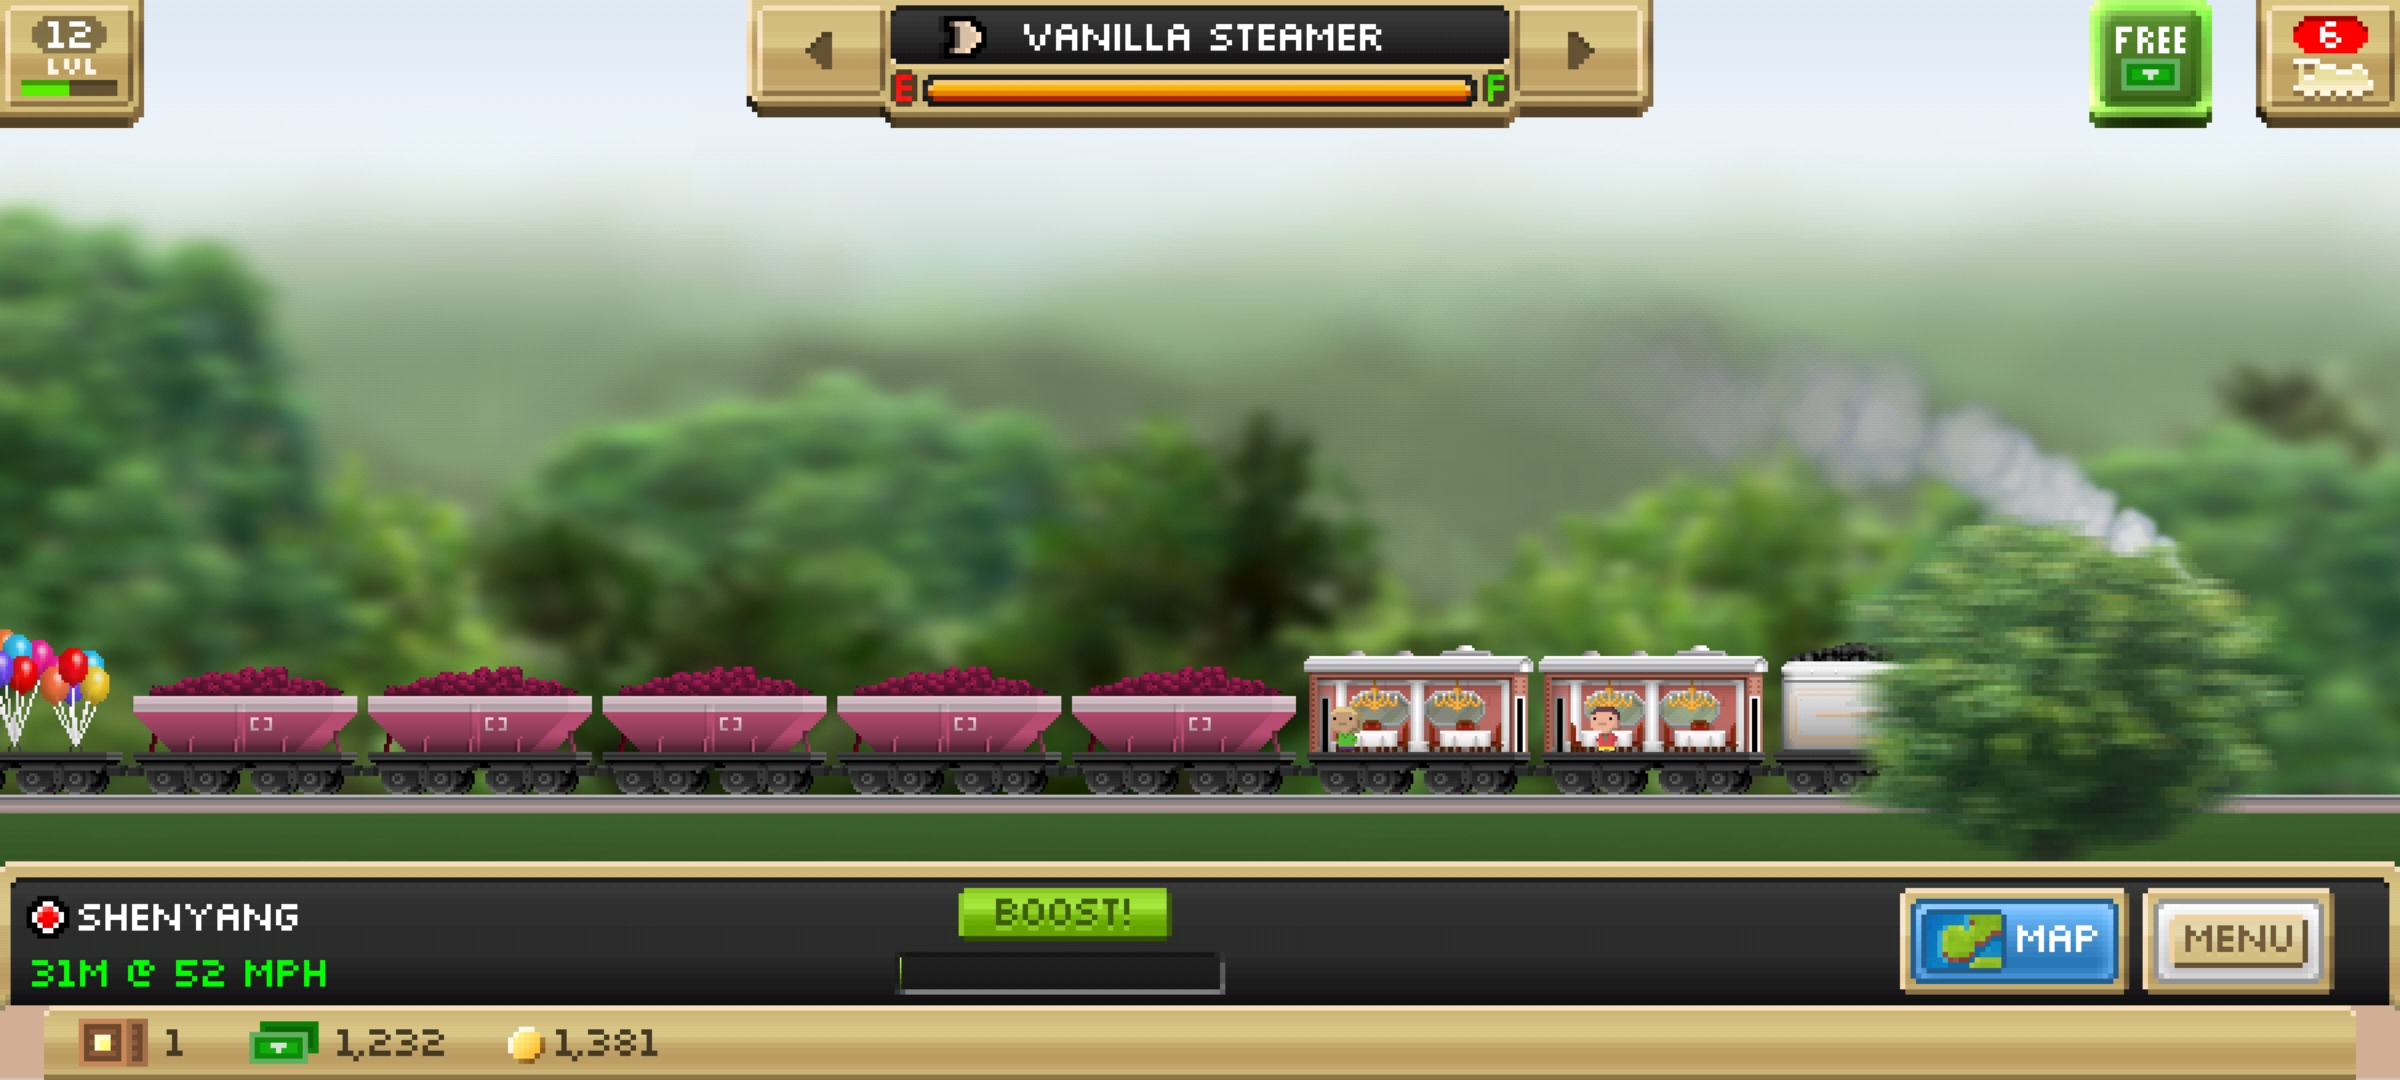 12
LVL
VANILLA STEAMER
E F
FREE
6
SHENYANG
31M @ 52 MPH
BOOST!
MAP
MENU
1
1,232
1,381